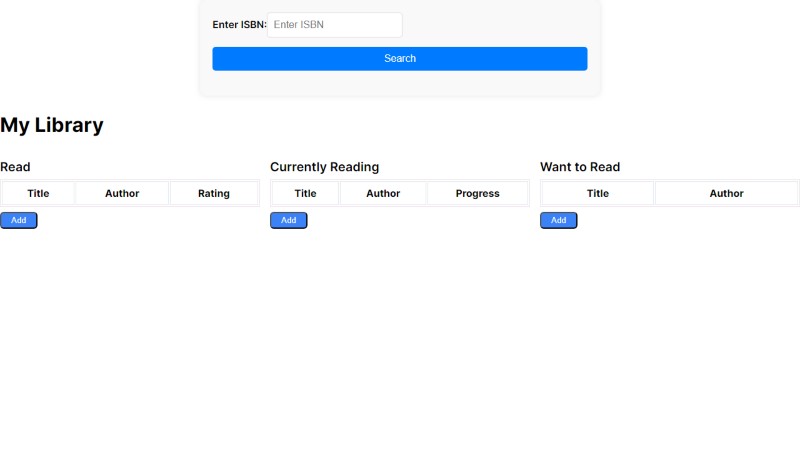 Enter ISBN: Enter ISBN
Search
My Library
Read Currently Reading Want to Read
Title Author Rating Title Author Progress Title Author
Add Add Add